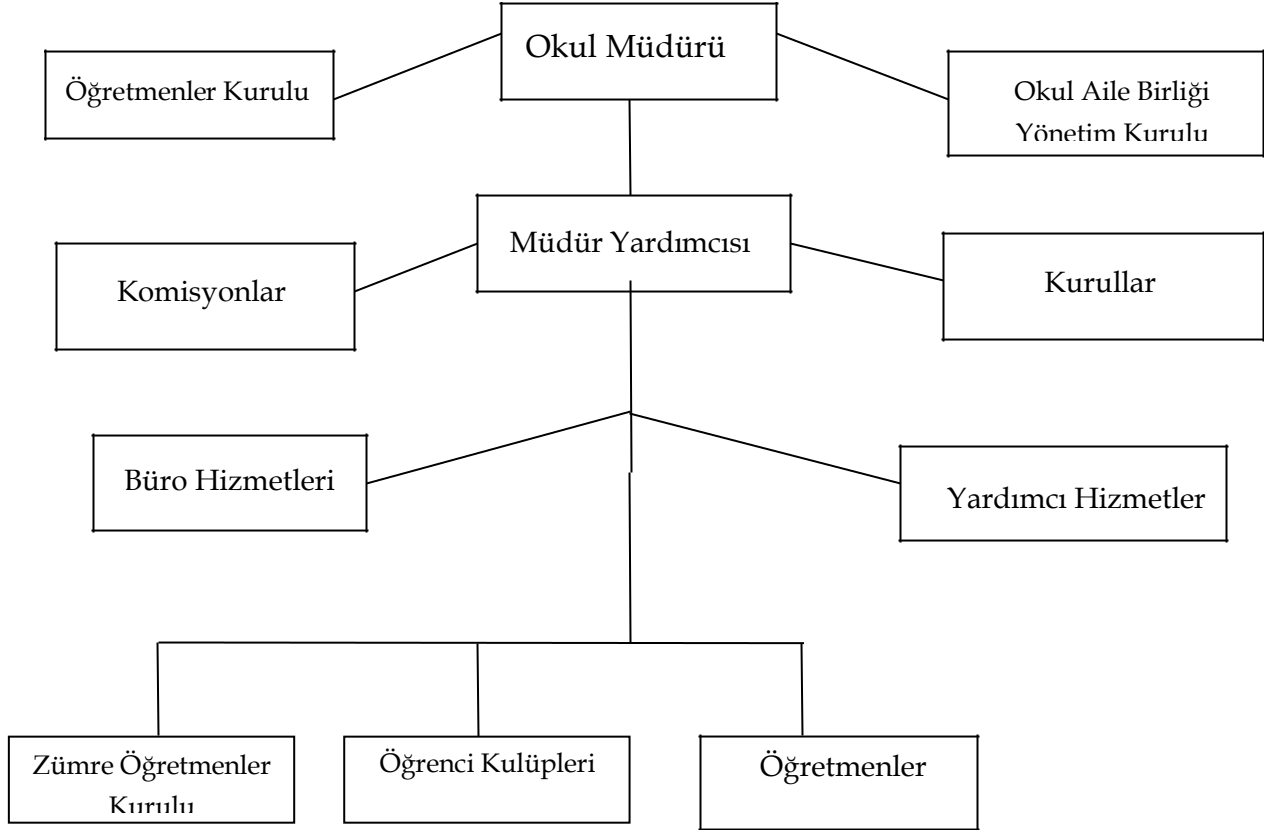 Okul Müdürü
Öğretmenler Kurulu
Okul Aile Birliği
Yönetim Kurulu
Müdür Yardımcısı
Komisyonlar
Kurullar
Büro Hizmetleri
Yardımcı Hizmetler
Zümre Öğretmenler
Kurulu
Öğrenci Kulüpleri
Öğretmenler